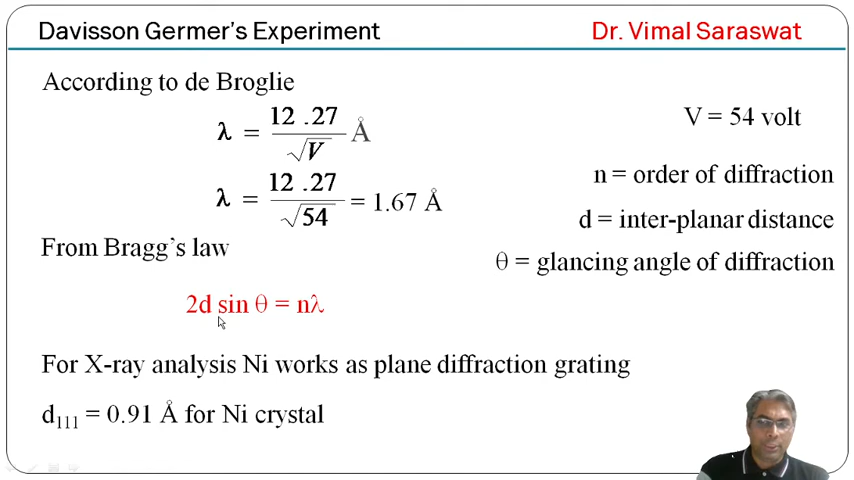 Davisson Germer's Experiment
Dr. Vimal Saraswat
According to de Broglie
λ = 12 .27 / √V Å
V = 54 volt
λ = 12 .27 / √54 = 1.67 Å
n = order of diffraction
d = inter-planar distance
From Bragg's law
θ = glancing angle of diffraction
2d sin θ = nλ
For X-ray analysis Ni works as plane diffraction grating
d₁₁₁ = 0.91 Å for Ni crystal